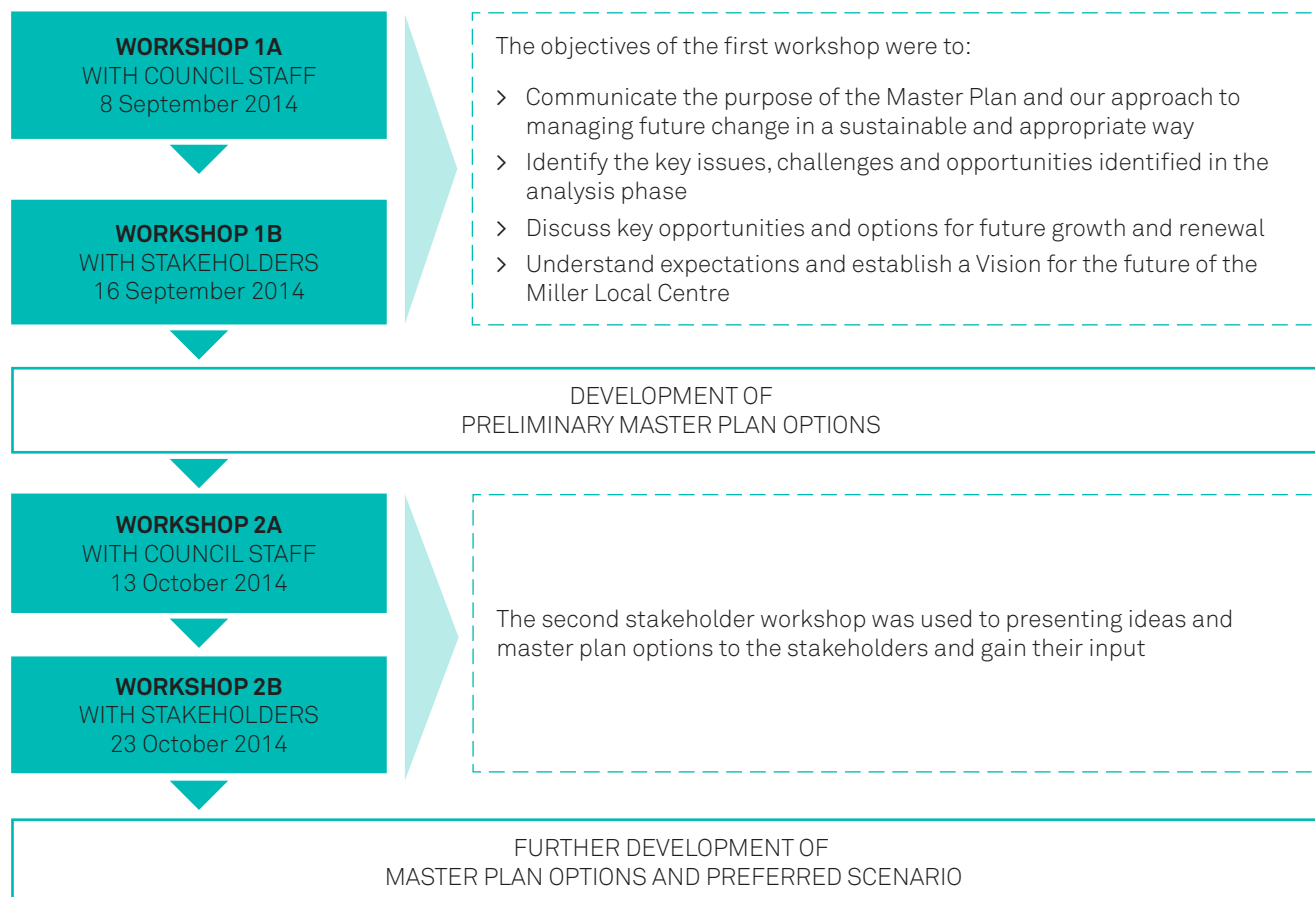 WORKSHOP 1A
WITH COUNCIL STAFF
8 September 2014
WORKSHOP 1B
WITH STAKEHOLDERS
16 September 2014
The objectives of the first workshop were to:
> Communicate the purpose of the Master Plan and our approach to
managing future change in a sustainable and appropriate way
> Identify the key issues, challenges and opportunities identified in the
analysis phase
> Discuss key opportunities and options for future growth and renewal
> Understand expectations and establish a Vision for the future of the
Miller Local Centre
DEVELOPMENT OF
PRELIMINARY MASTER PLAN OPTIONS
WORKSHOP 2A
WITH COUNCIL STAFF
13 October 2014
WORKSHOP 2B
WITH STAKEHOLDERS
23 October 2014
The second stakeholder workshop was used to presenting ideas and
master plan options to the stakeholders and gain their input
FURTHER DEVELOPMENT OF
MASTER PLAN OPTIONS AND PREFERRED SCENARIO